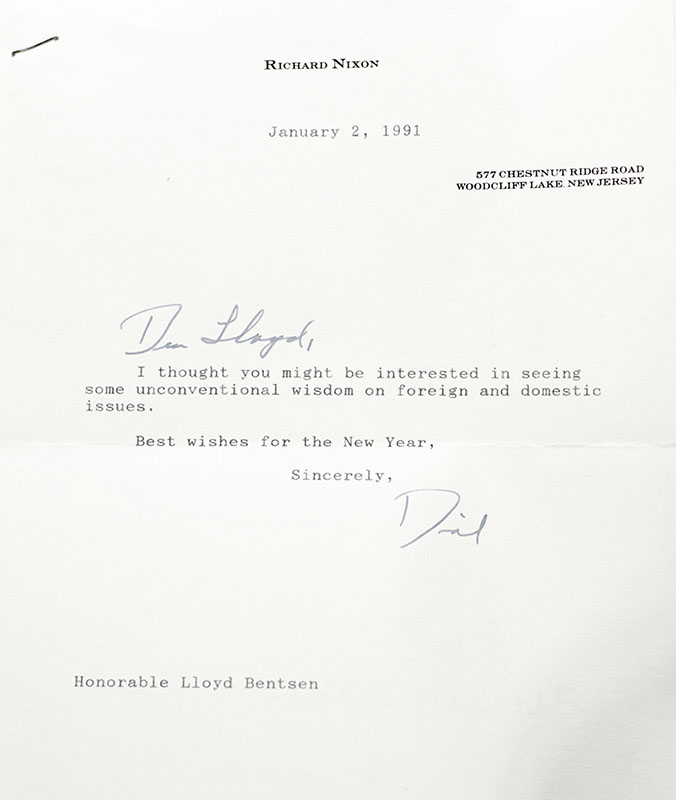 RICHARD NIXON
January 2, 1991
577 CHESTNUT RIDGE ROAD
WOODCLIFF LAKE, NEW JERSEY
Dear Lloyd,
I thought you might be interested in seeing
some unconventional wisdom on foreign and domestic
issues.
Best wishes for the New Year,
Sincerely,
Dick
Honorable Lloyd Bentsen